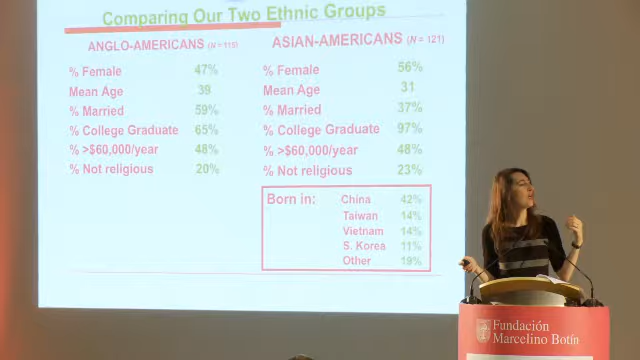 Comparing Our Two Ethnic Groups
ANGLO-AMERICANS (N = 115)
% Female 47%
Mean Age 39
% Married 59%
% College Graduate 65%
% >$60,000/year 48%
% Not religious 20%
ASIAN-AMERICANS (N = 121)
% Female 56%
Mean Age 31
% Married 37%
% College Graduate 97%
% >$60,000/year 48%
% Not religious 23%
Born in: China 42%
Taiwan 14%
Vietnam 14%
S. Korea 11%
Other 19%
Fundación
Marcelino Botín